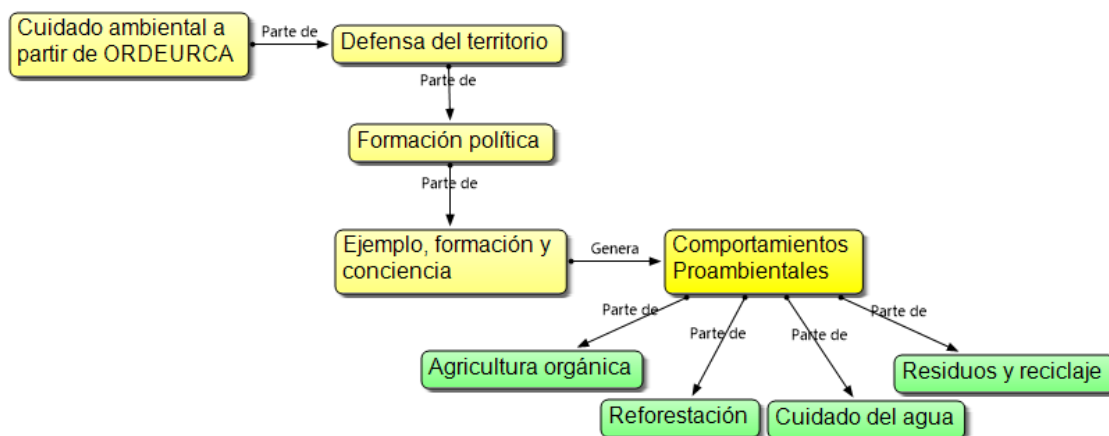 Cuidado ambiental a
partir de ORDEURCA
Parte de
Defensa del territorio
Parte de
Formación política
Parte de
Ejemplo, formación y
conciencia
Genera
Comportamientos
Proambientales
Parte de
Parte de
Parte de
Parte de
Agricultura orgánica
Reforestación
Cuidado del agua
Residuos y reciclaje